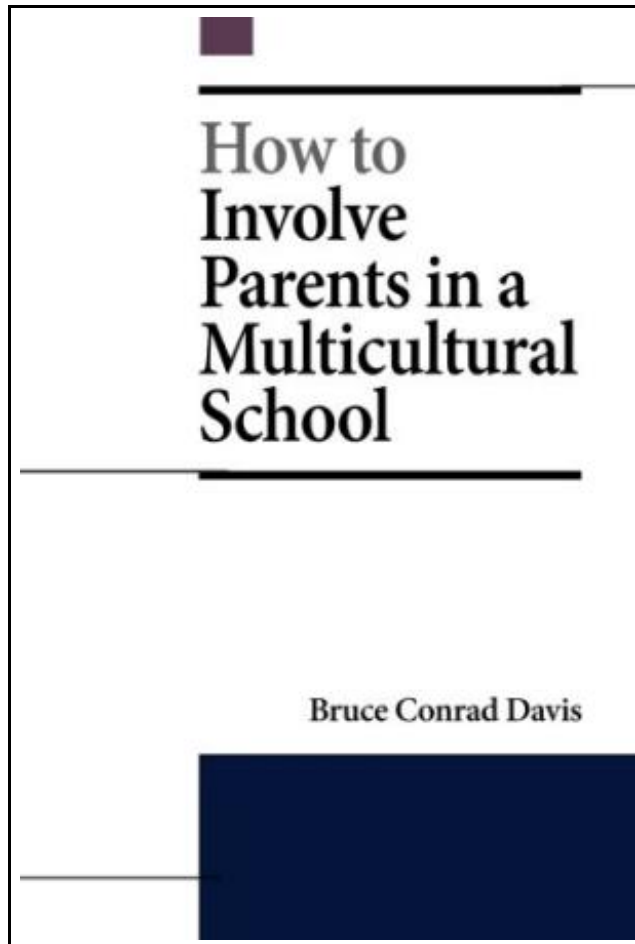 How to
Involve
Parents in a
Multicultural
School
Bruce Conrad Davis